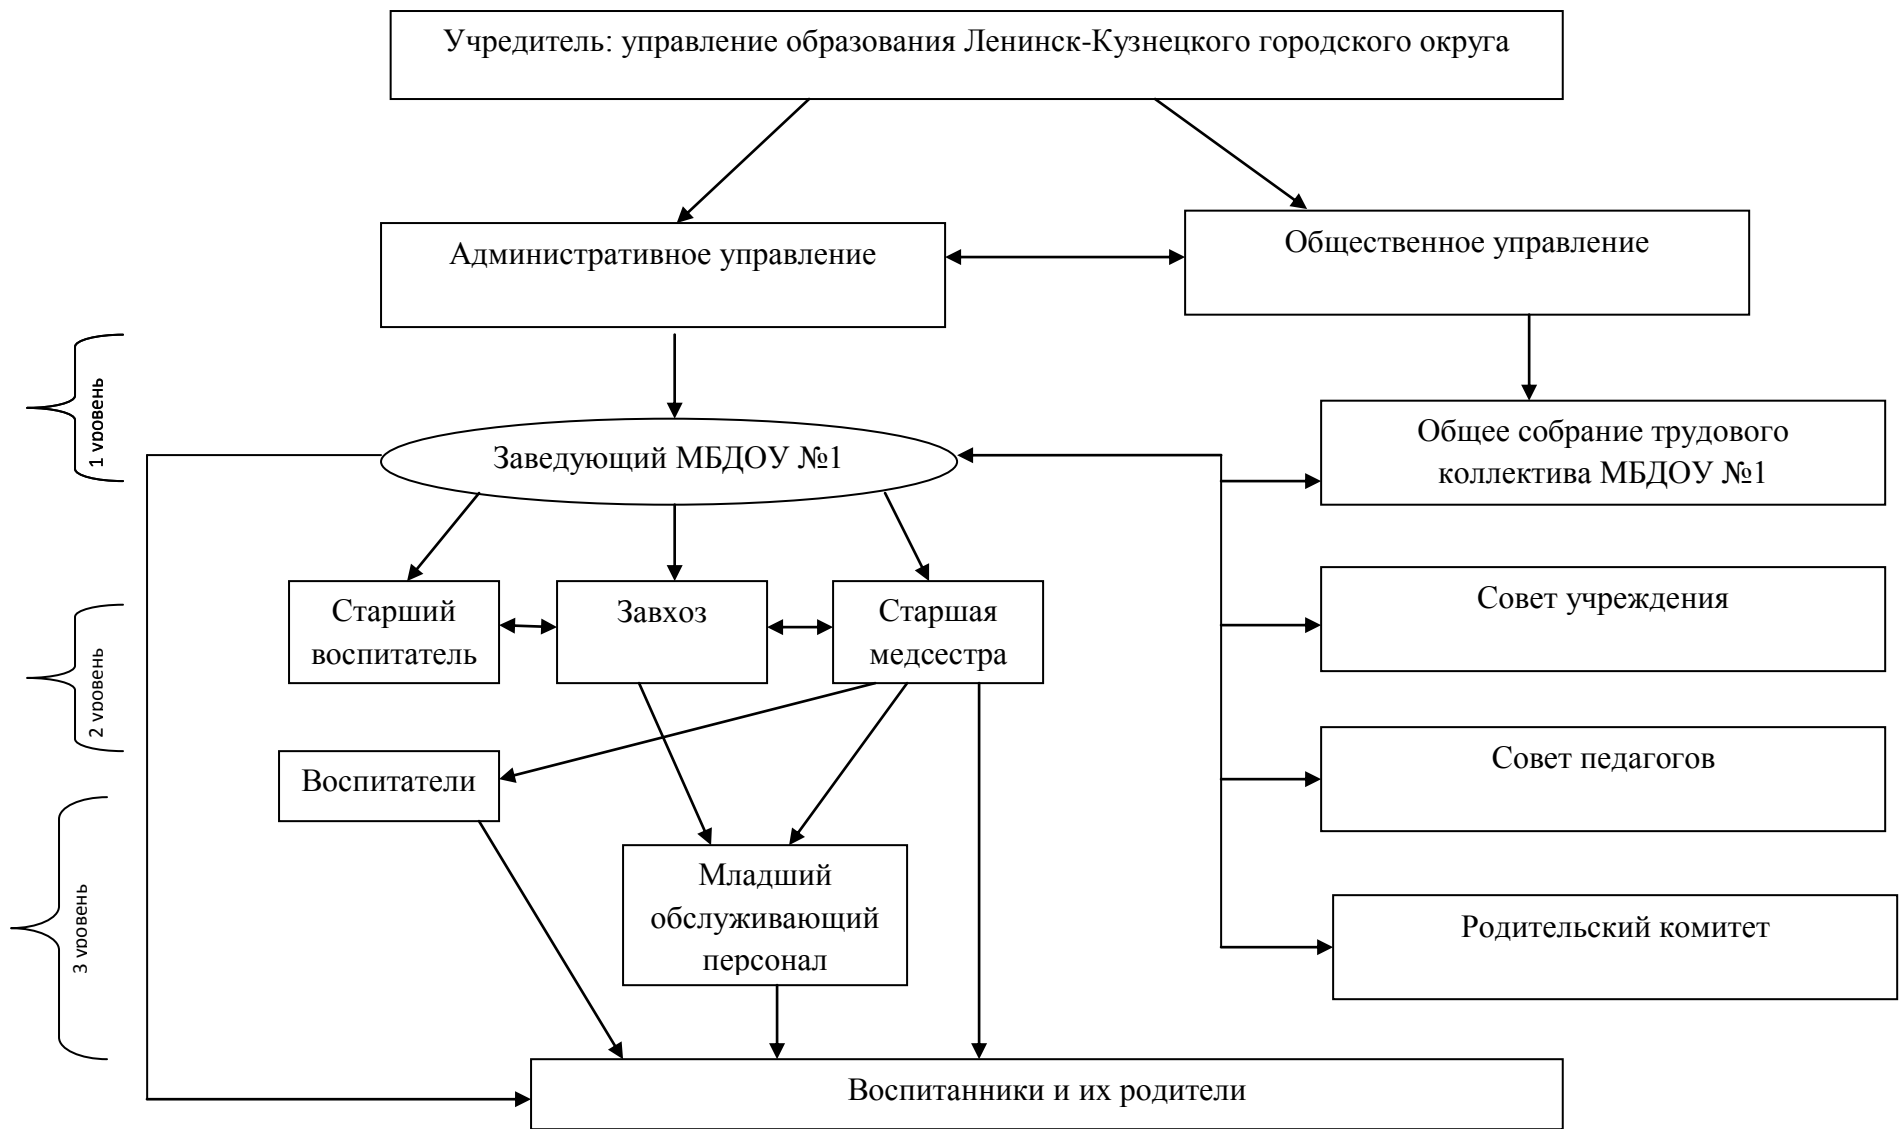 Учредитель: управление образования Ленинск-Кузнецкого городского округа
Административное управление
Общественное управление
1 уровень
Заведующий МБДОУ №1
Общее собрание трудового
коллектива МБДОУ №1
Старший
воспитатель
Завхоз
Старшая
медсестра
Совет учреждения
2 уровень
Воспитатели
Совет педагогов
Младший
обслуживающий
персонал
3 уровень
Родительский комитет
Воспитанники и их родители